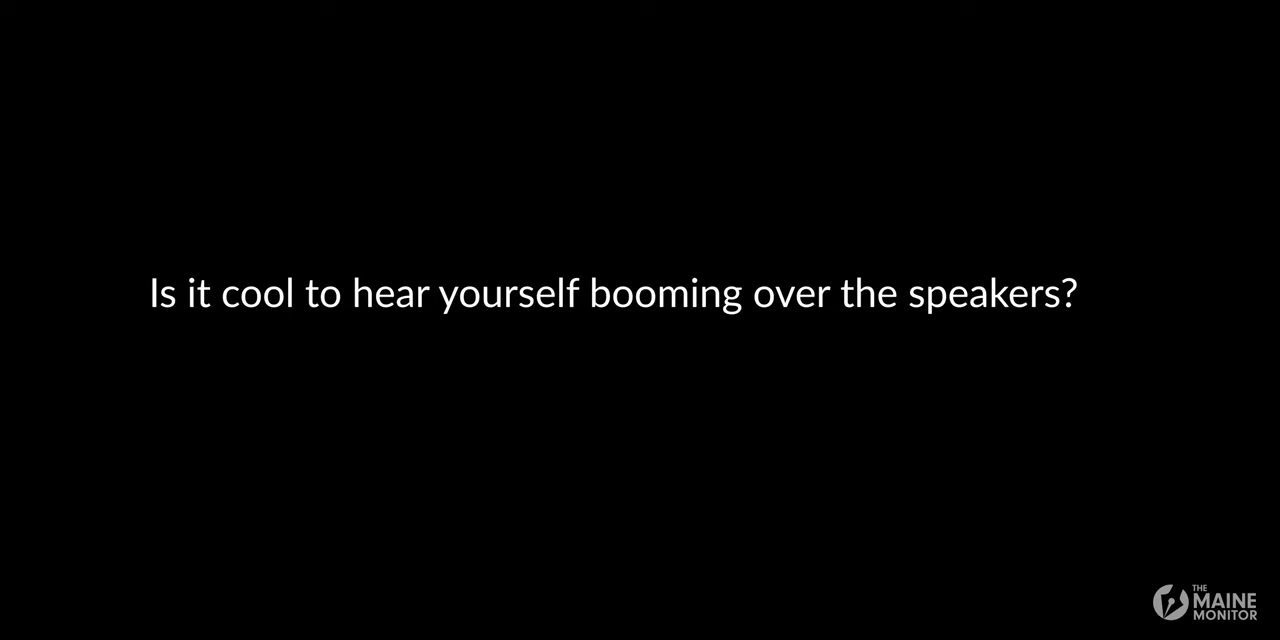 Is it cool to hear yourself booming over the speakers?
THE
MAINE
MONITOR